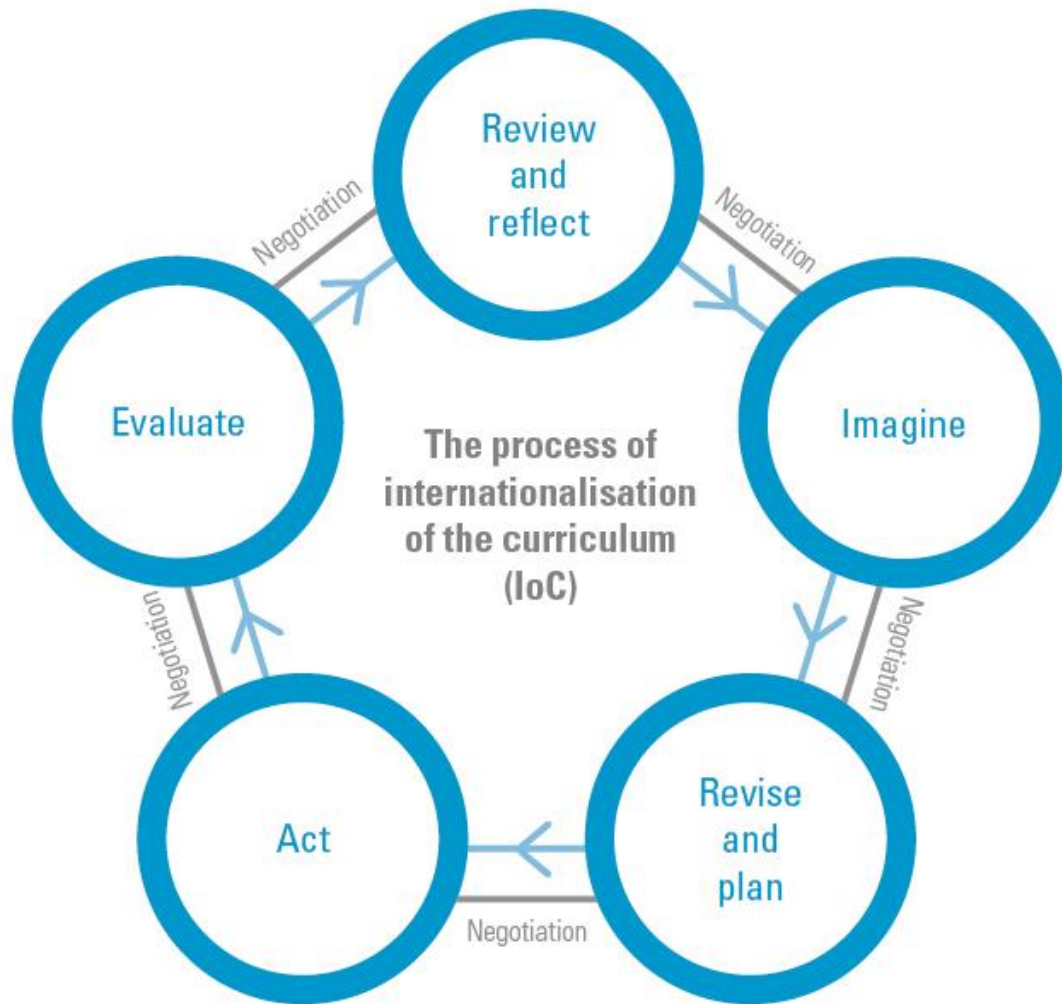 Review
and
reflect
Negotiation
Negotiation
Evaluate
Imagine
The process of
internationalisation
of the curriculum
(IoC)
Negotiation
Negotiation
Act
Revise
and
plan
Negotiation